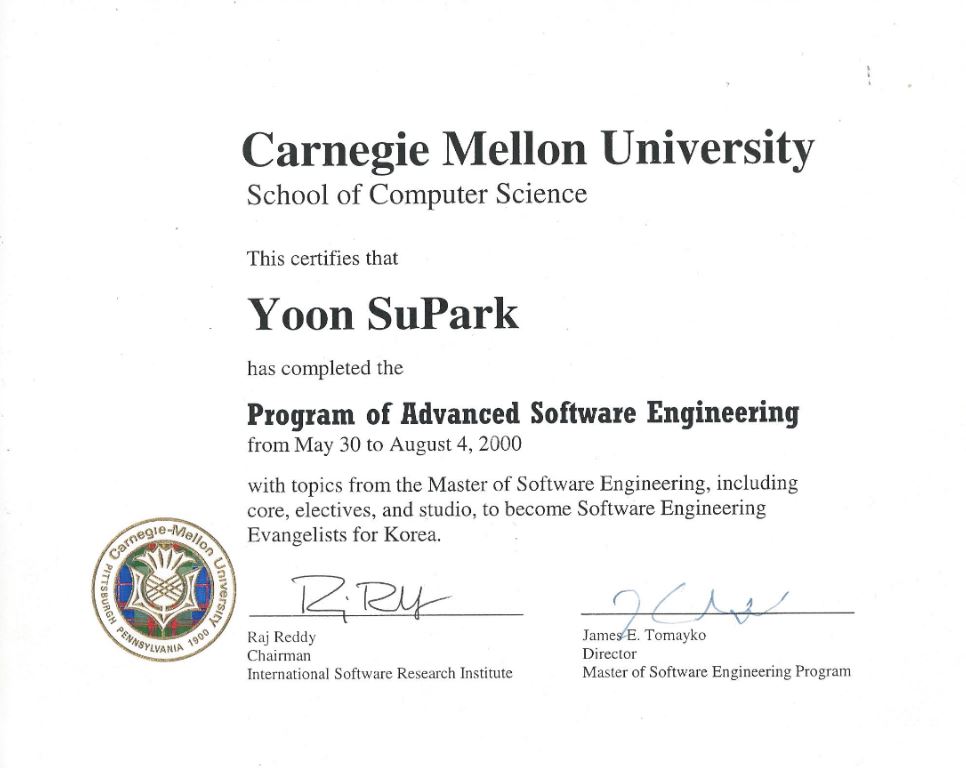 Carnegie Mellon University
School of Computer Science
This certifies that
Yoon SuPark
has completed the
Program of Advanced Software Engineering
from May 30 to August 4, 2000
with topics from the Master of Software Engineering, including
core, electives, and studio, to become Software Engineering
Evangelists for Korea.
Carnegie-Mellon University
PITTSBURGH PENNSYLVANIA 1900
Raj Reddy
Chairman
International Software Research Institute
James E. Tomayko
Director
Master of Software Engineering Program